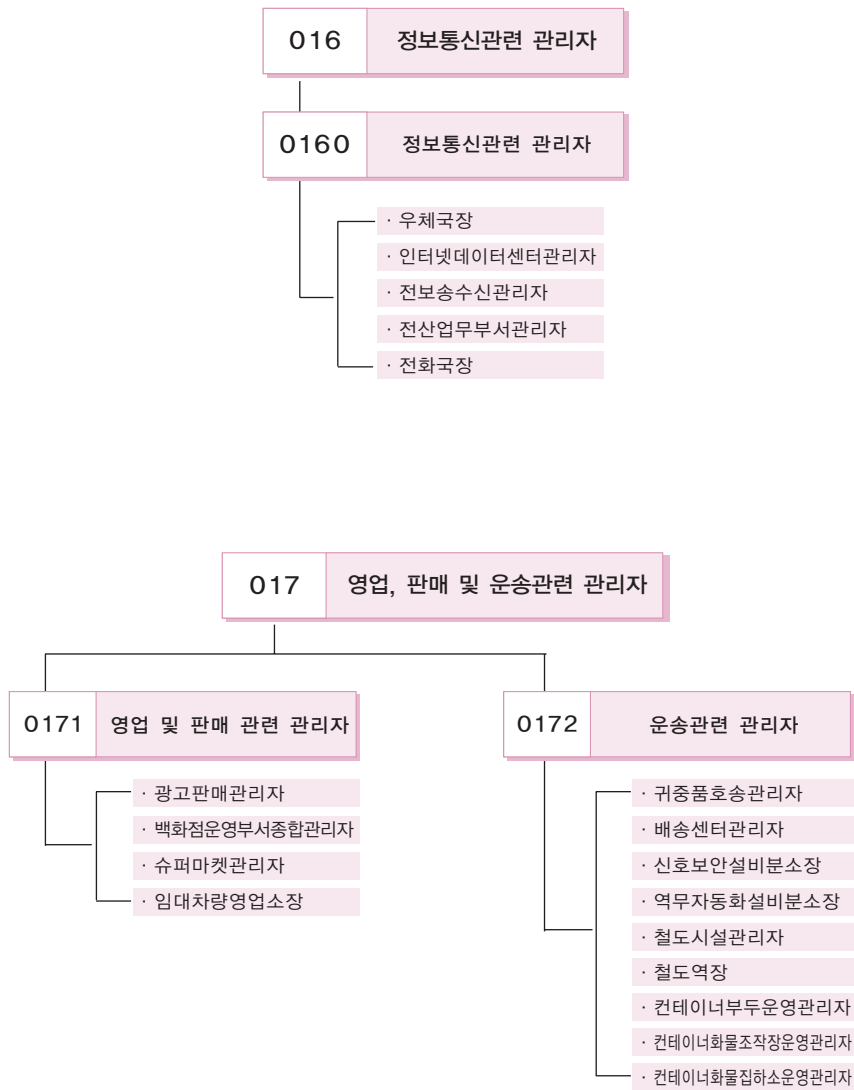 016 정보통신관련 관리자
0160 정보통신관련 관리자
· 우체국장
· 인터넷데이터센터관리자
· 전보송수신관리자
· 전산업무부서관리자
· 전화국장
017 영업, 판매 및 운송관련 관리자
0171 영업 및 판매 관련 관리자
· 광고판매관리자
· 백화점운영부서종합관리자
· 슈퍼마켓관리자
· 임대차량영업소장
0172 운송관련 관리자
· 귀중품호송관리자
· 배송센터관리자
· 신호보안설비분소장
· 역무자동화설비분소장
· 철도시설관리자
· 철도역장
· 컨테이너부두운영관리자
· 컨테이너화물조작장운영관리자
· 컨테이너화물집하소운영관리자